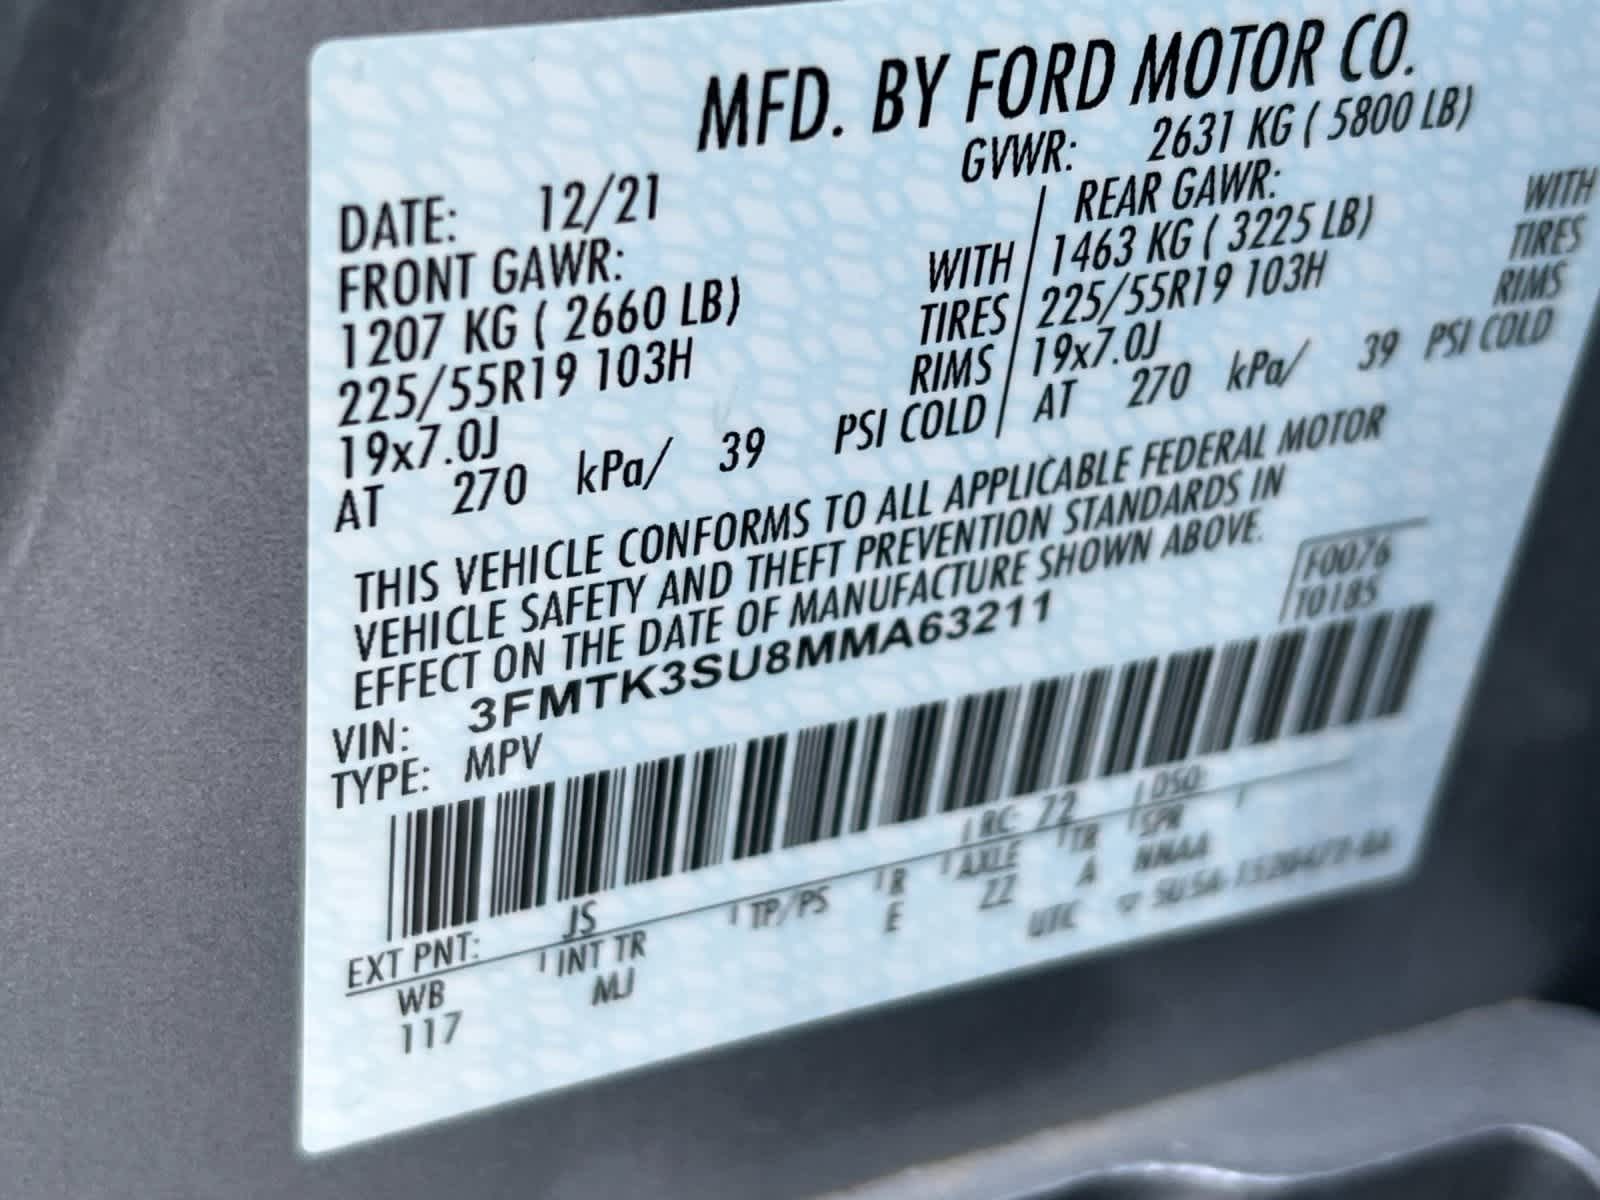 MFD. BY FORD MOTOR CO.
DATE: 12/21 GVWR: 2631 KG ( 5800 LB)
FRONT GAWR: REAR GAWR:
1207 KG ( 2660 LB) WITH 1463 KG ( 3225 LB) WITH
225/55R19 103H TIRES 225/55R19 103H TIRES
19x7.0J RIMS 19x7.0J RIMS
AT 270 kPa/ 39 PSI COLD AT 270 kPa/ 39 PSI COLD
THIS VEHICLE CONFORMS TO ALL APPLICABLE FEDERAL MOTOR
VEHICLE SAFETY AND THEFT PREVENTION STANDARDS IN
EFFECT ON THE DATE OF MANUFACTURE SHOWN ABOVE.
VIN: 3FMTK3SU8MMA63211 F0076
TYPE: MPV T0185
EXT PNT: JS RC: 72 DSO:
WB INT TR TP/PS R AXLE TR SPR
117 MJ E ZZ A NNAA
UTC